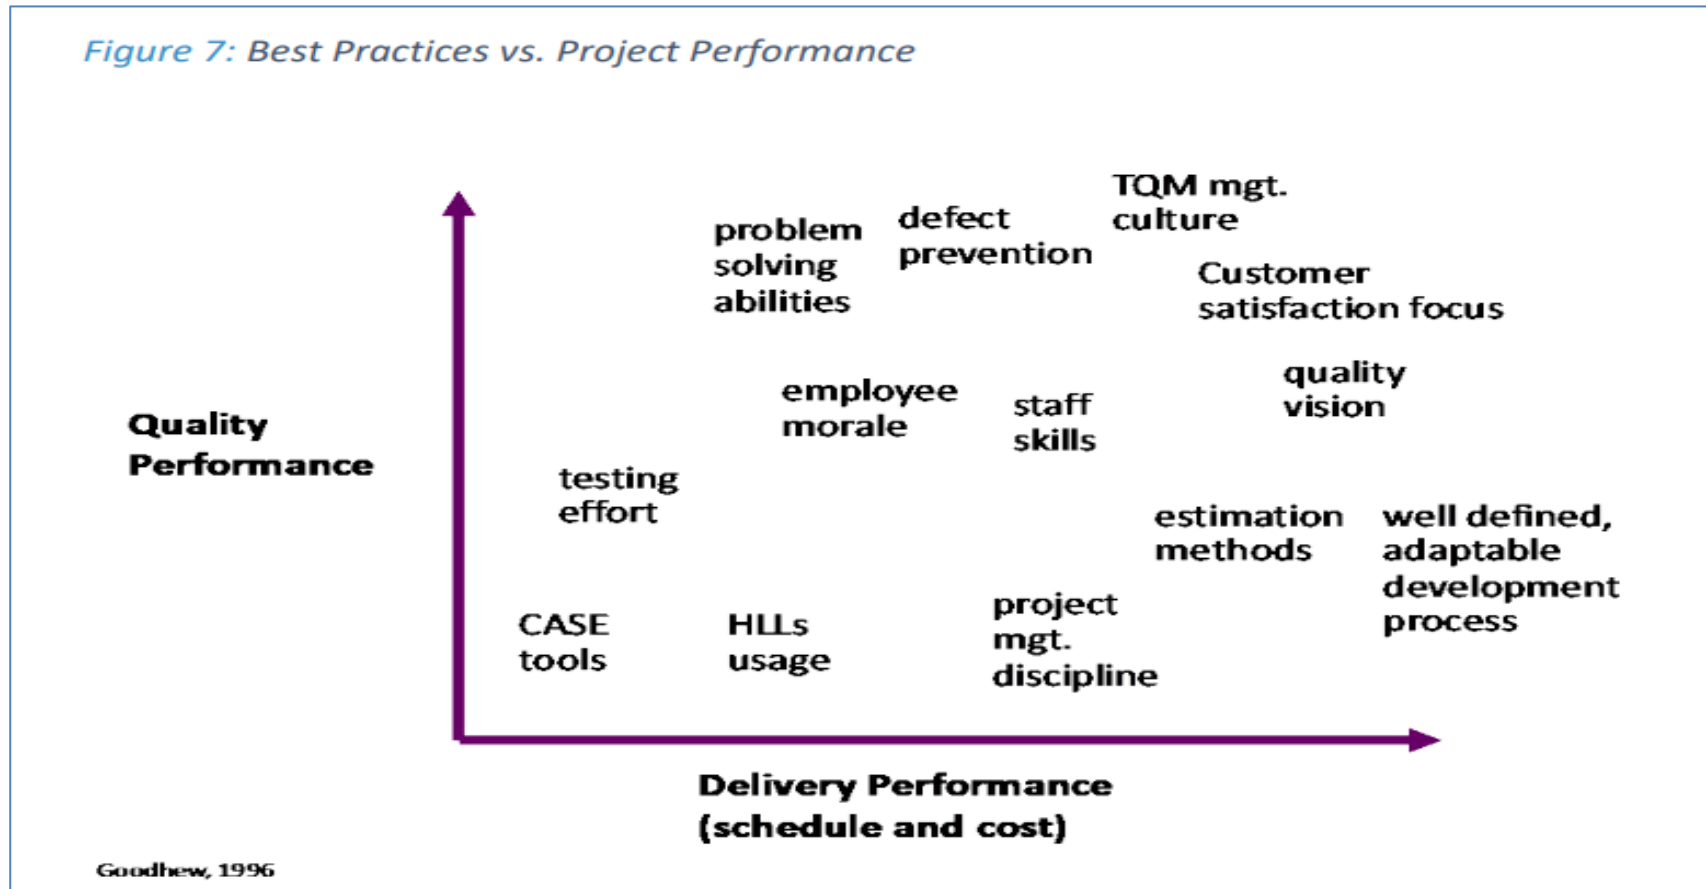 Figure 7: Best Practices vs. Project Performance
TQM mgt.
culture
defect
prevention
problem
solving
abilities
Customer
satisfaction focus
quality
vision
employee
morale
staff
skills
Quality
Performance
testing
effort
estimation
methods
well defined,
adaptable
development
process
project
mgt.
discipline
CASE
tools
HLLs
usage
Delivery Performance
(schedule and cost)
Goodhew, 1996